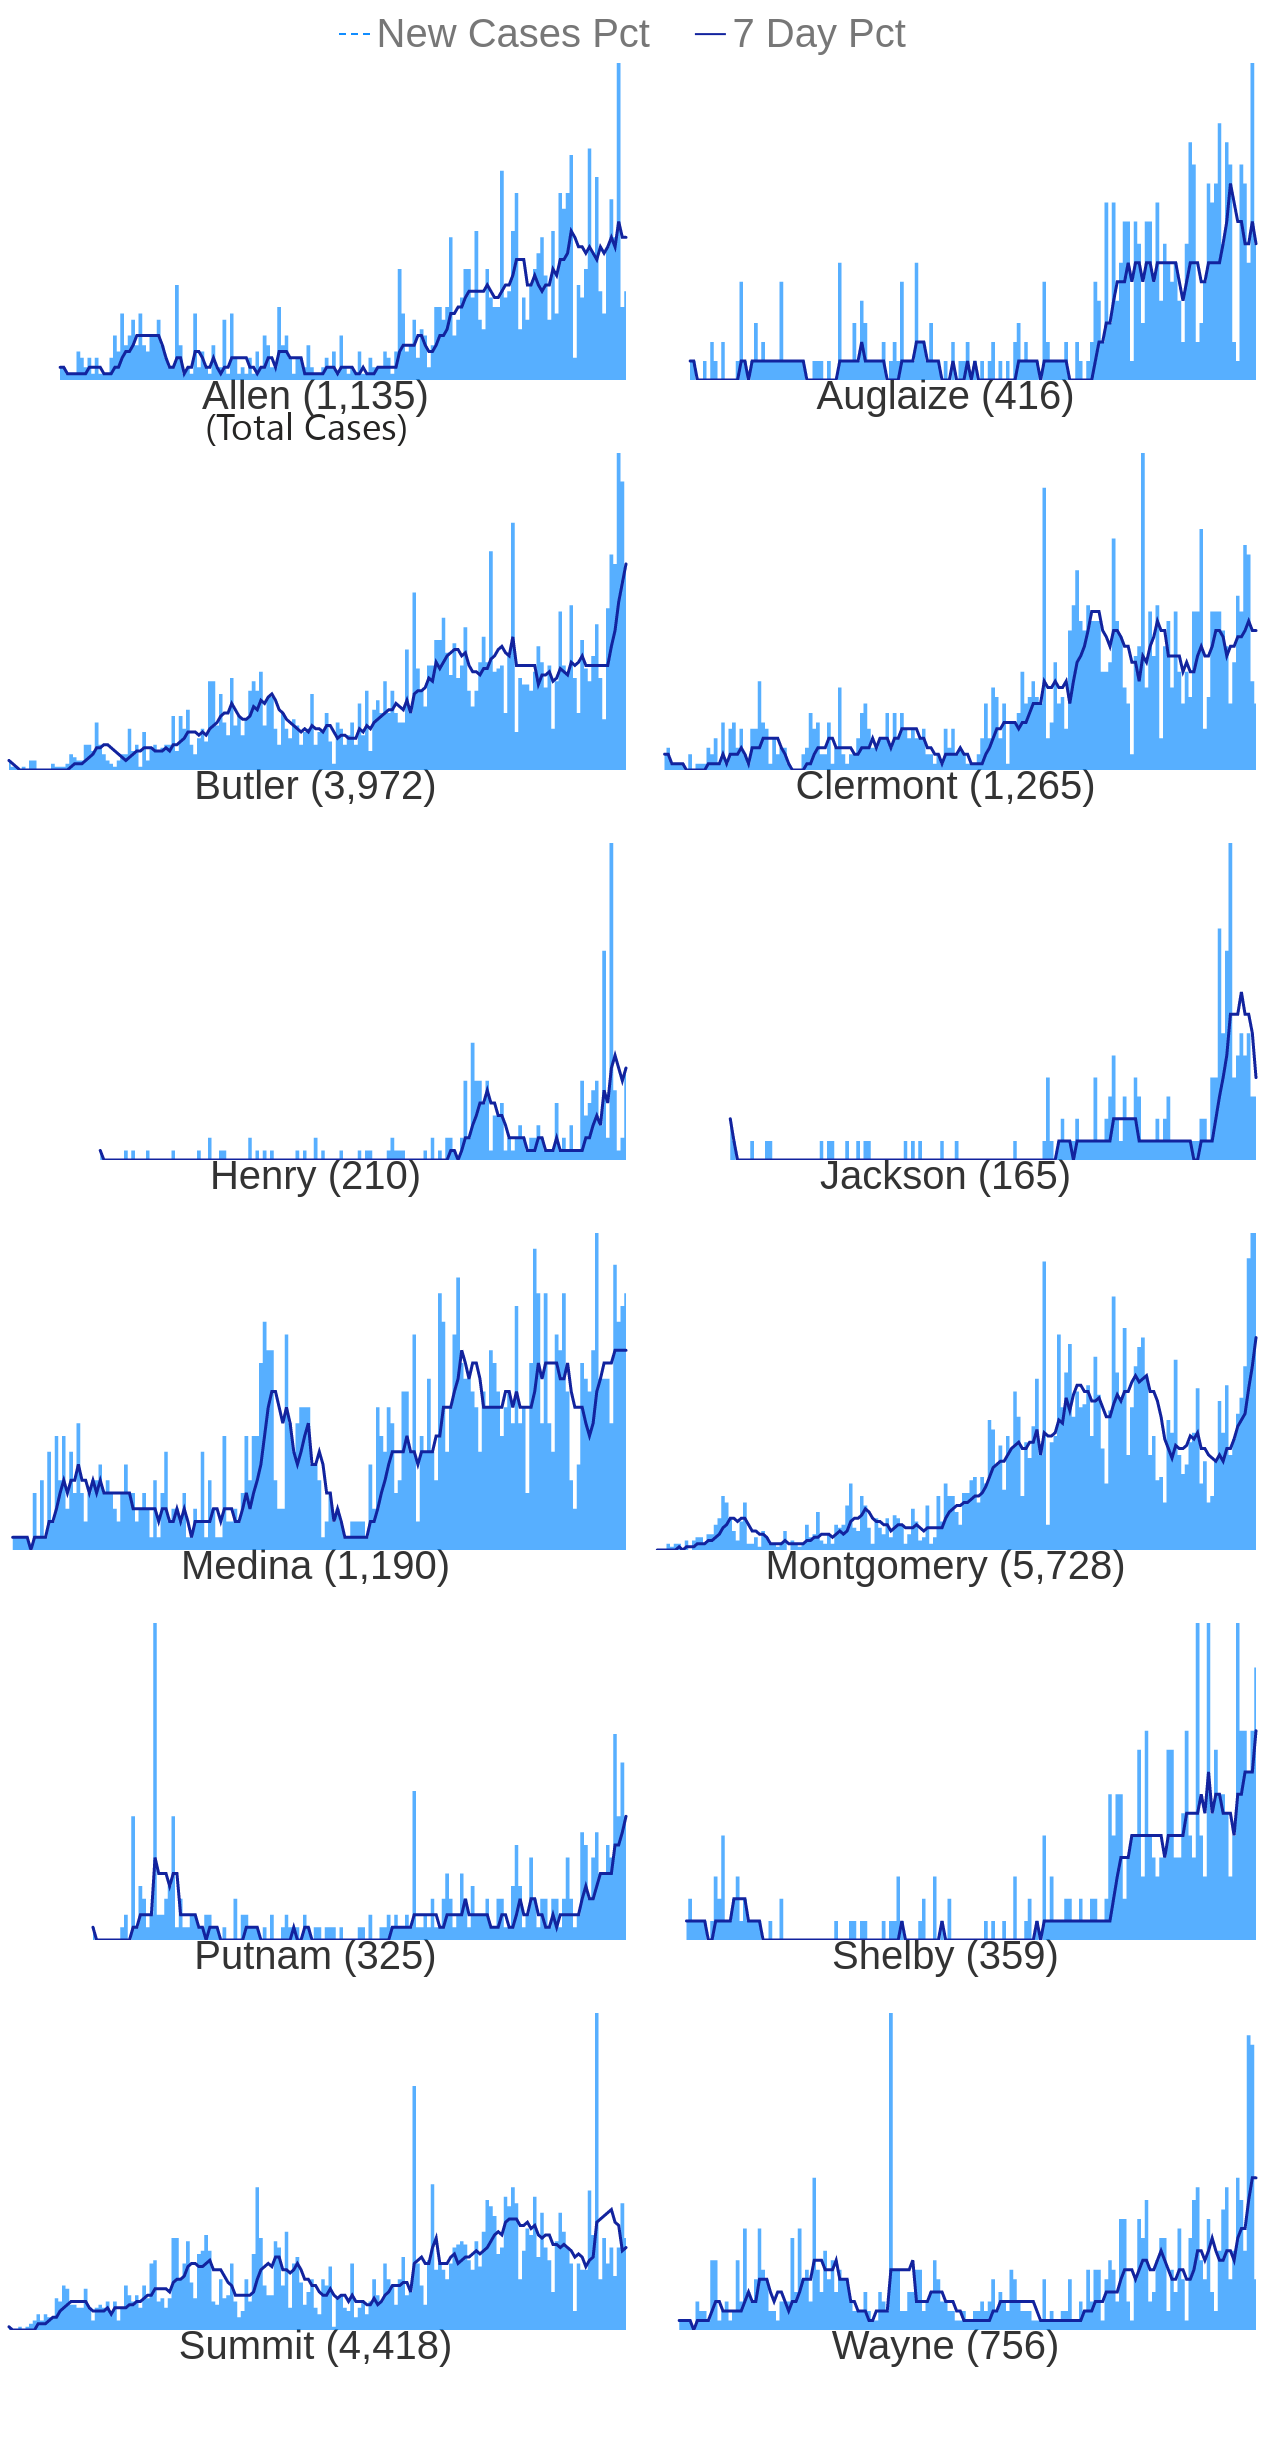 New Cases Pct 7 Day Pct
Allen (1,135) Auglaize (416)
(Total Cases)
Butler (3,972) Clermont (1,265)
Henry (210) Jackson (165)
Medina (1,190) Montgomery (5,728)
Putnam (325) Shelby (359)
Summit (4,418) Wayne (756)